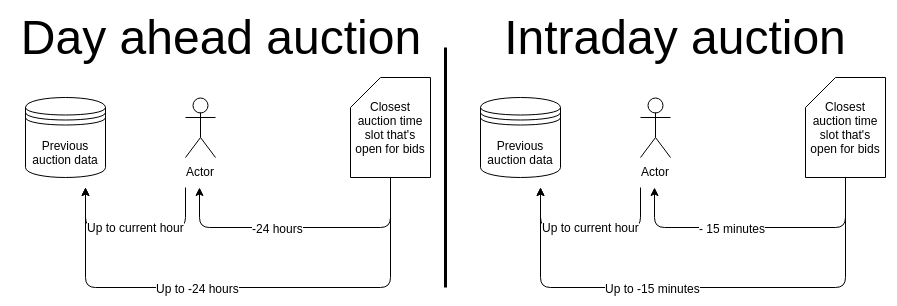 Day ahead auction
Previous
auction data
Actor
Closest
auction time
slot that's
open for bids
Up to current hour
-24 hours
Up to -24 hours
Intraday auction
Previous
auction data
Actor
Closest
auction time
slot that's
open for bids
Up to current hour
- 15 minutes
Up to -15 minutes